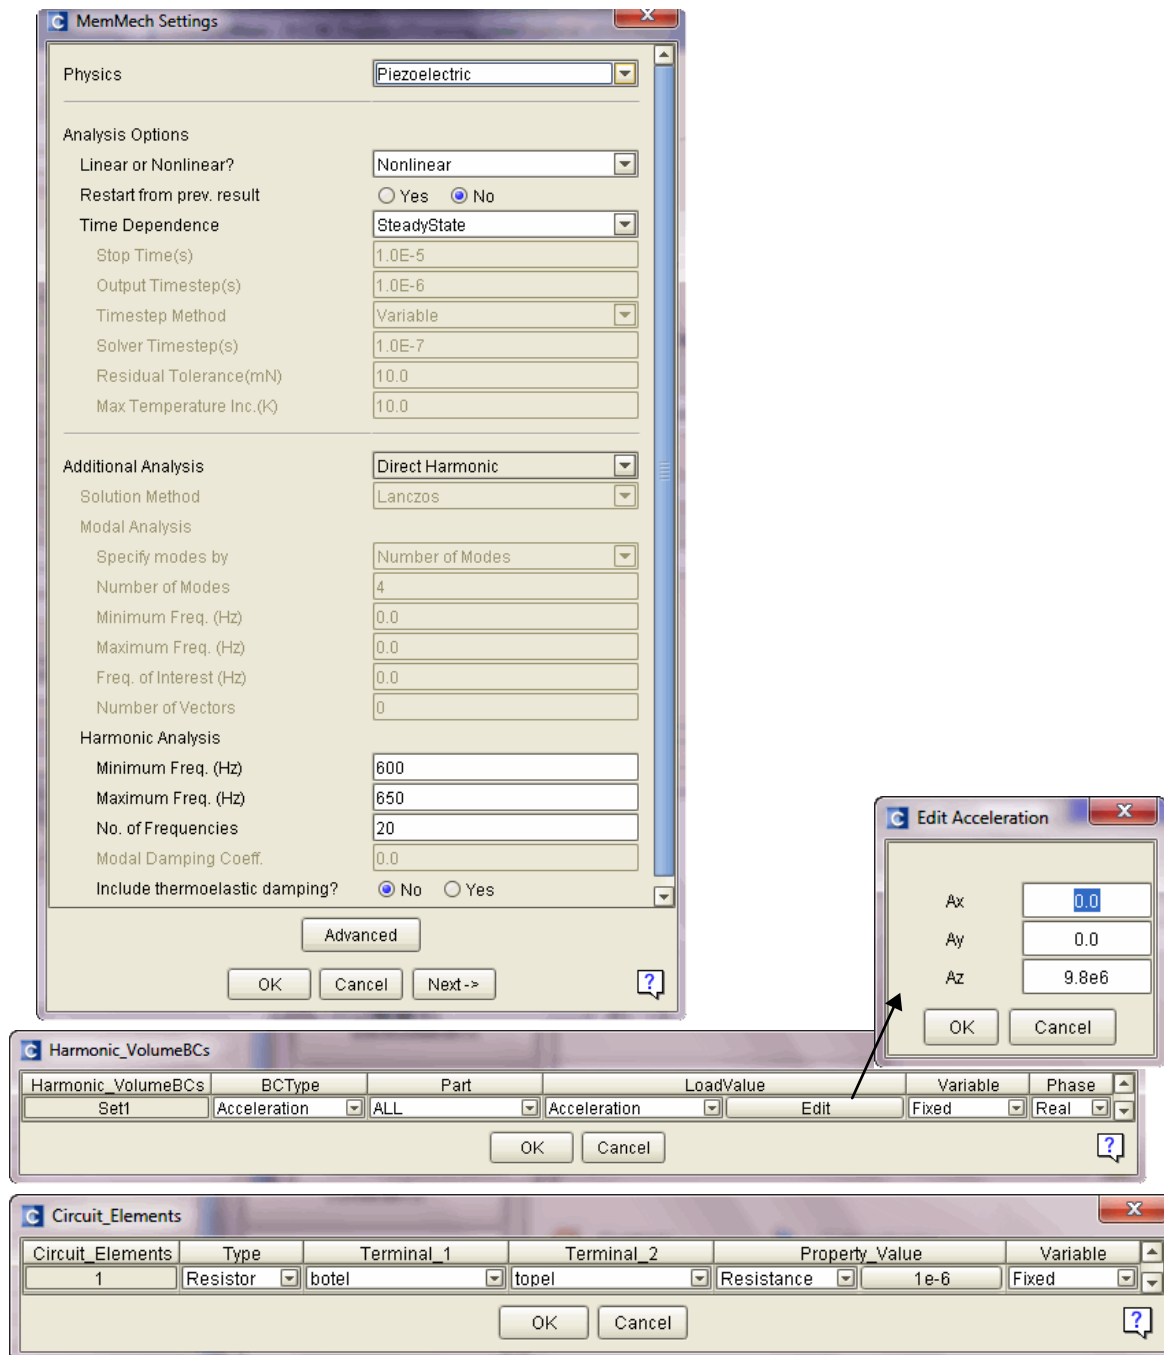 MemMech Settings
Physics Piezoelectric
Analysis Options
Linear or Nonlinear? Nonlinear
Restart from prev. result Yes No
Time Dependence SteadyState
Stop Time(s) 1.0E-5
Output Timestep(s) 1.0E-6
Timestep Method Variable
Solver Timestep(s) 1.0E-7
Residual Tolerance(mN) 10.0
Max Temperature Inc.(K) 10.0
Additional Analysis Direct Harmonic
Solution Method Lanczos
Modal Analysis
Specify modes by Number of Modes
Number of Modes 4
Minimum Freq. (Hz) 0.0
Maximum Freq. (Hz) 0.0
Freq. of Interest (Hz) 0.0
Number of Vectors 0
Harmonic Analysis
Minimum Freq. (Hz) 600
Maximum Freq. (Hz) 650
No. of Frequencies 20
Modal Damping Coeff. 0.0
Include thermoelastic damping? No Yes
Advanced
OK Cancel Next->
Edit Acceleration
Ax 0.0
Ay 0.0
Az 9.8e6
OK Cancel
Harmonic_VolumeBCs
Harmonic_VolumeBCs BCType Part LoadValue Variable Phase
Set1 Acceleration ALL Acceleration Edit Fixed Real
OK Cancel
Circuit_Elements
Circuit_Elements Type Terminal_1 Terminal_2 Property_Value Variable
1 Resistor botel topel Resistance 1e-6 Fixed
OK Cancel